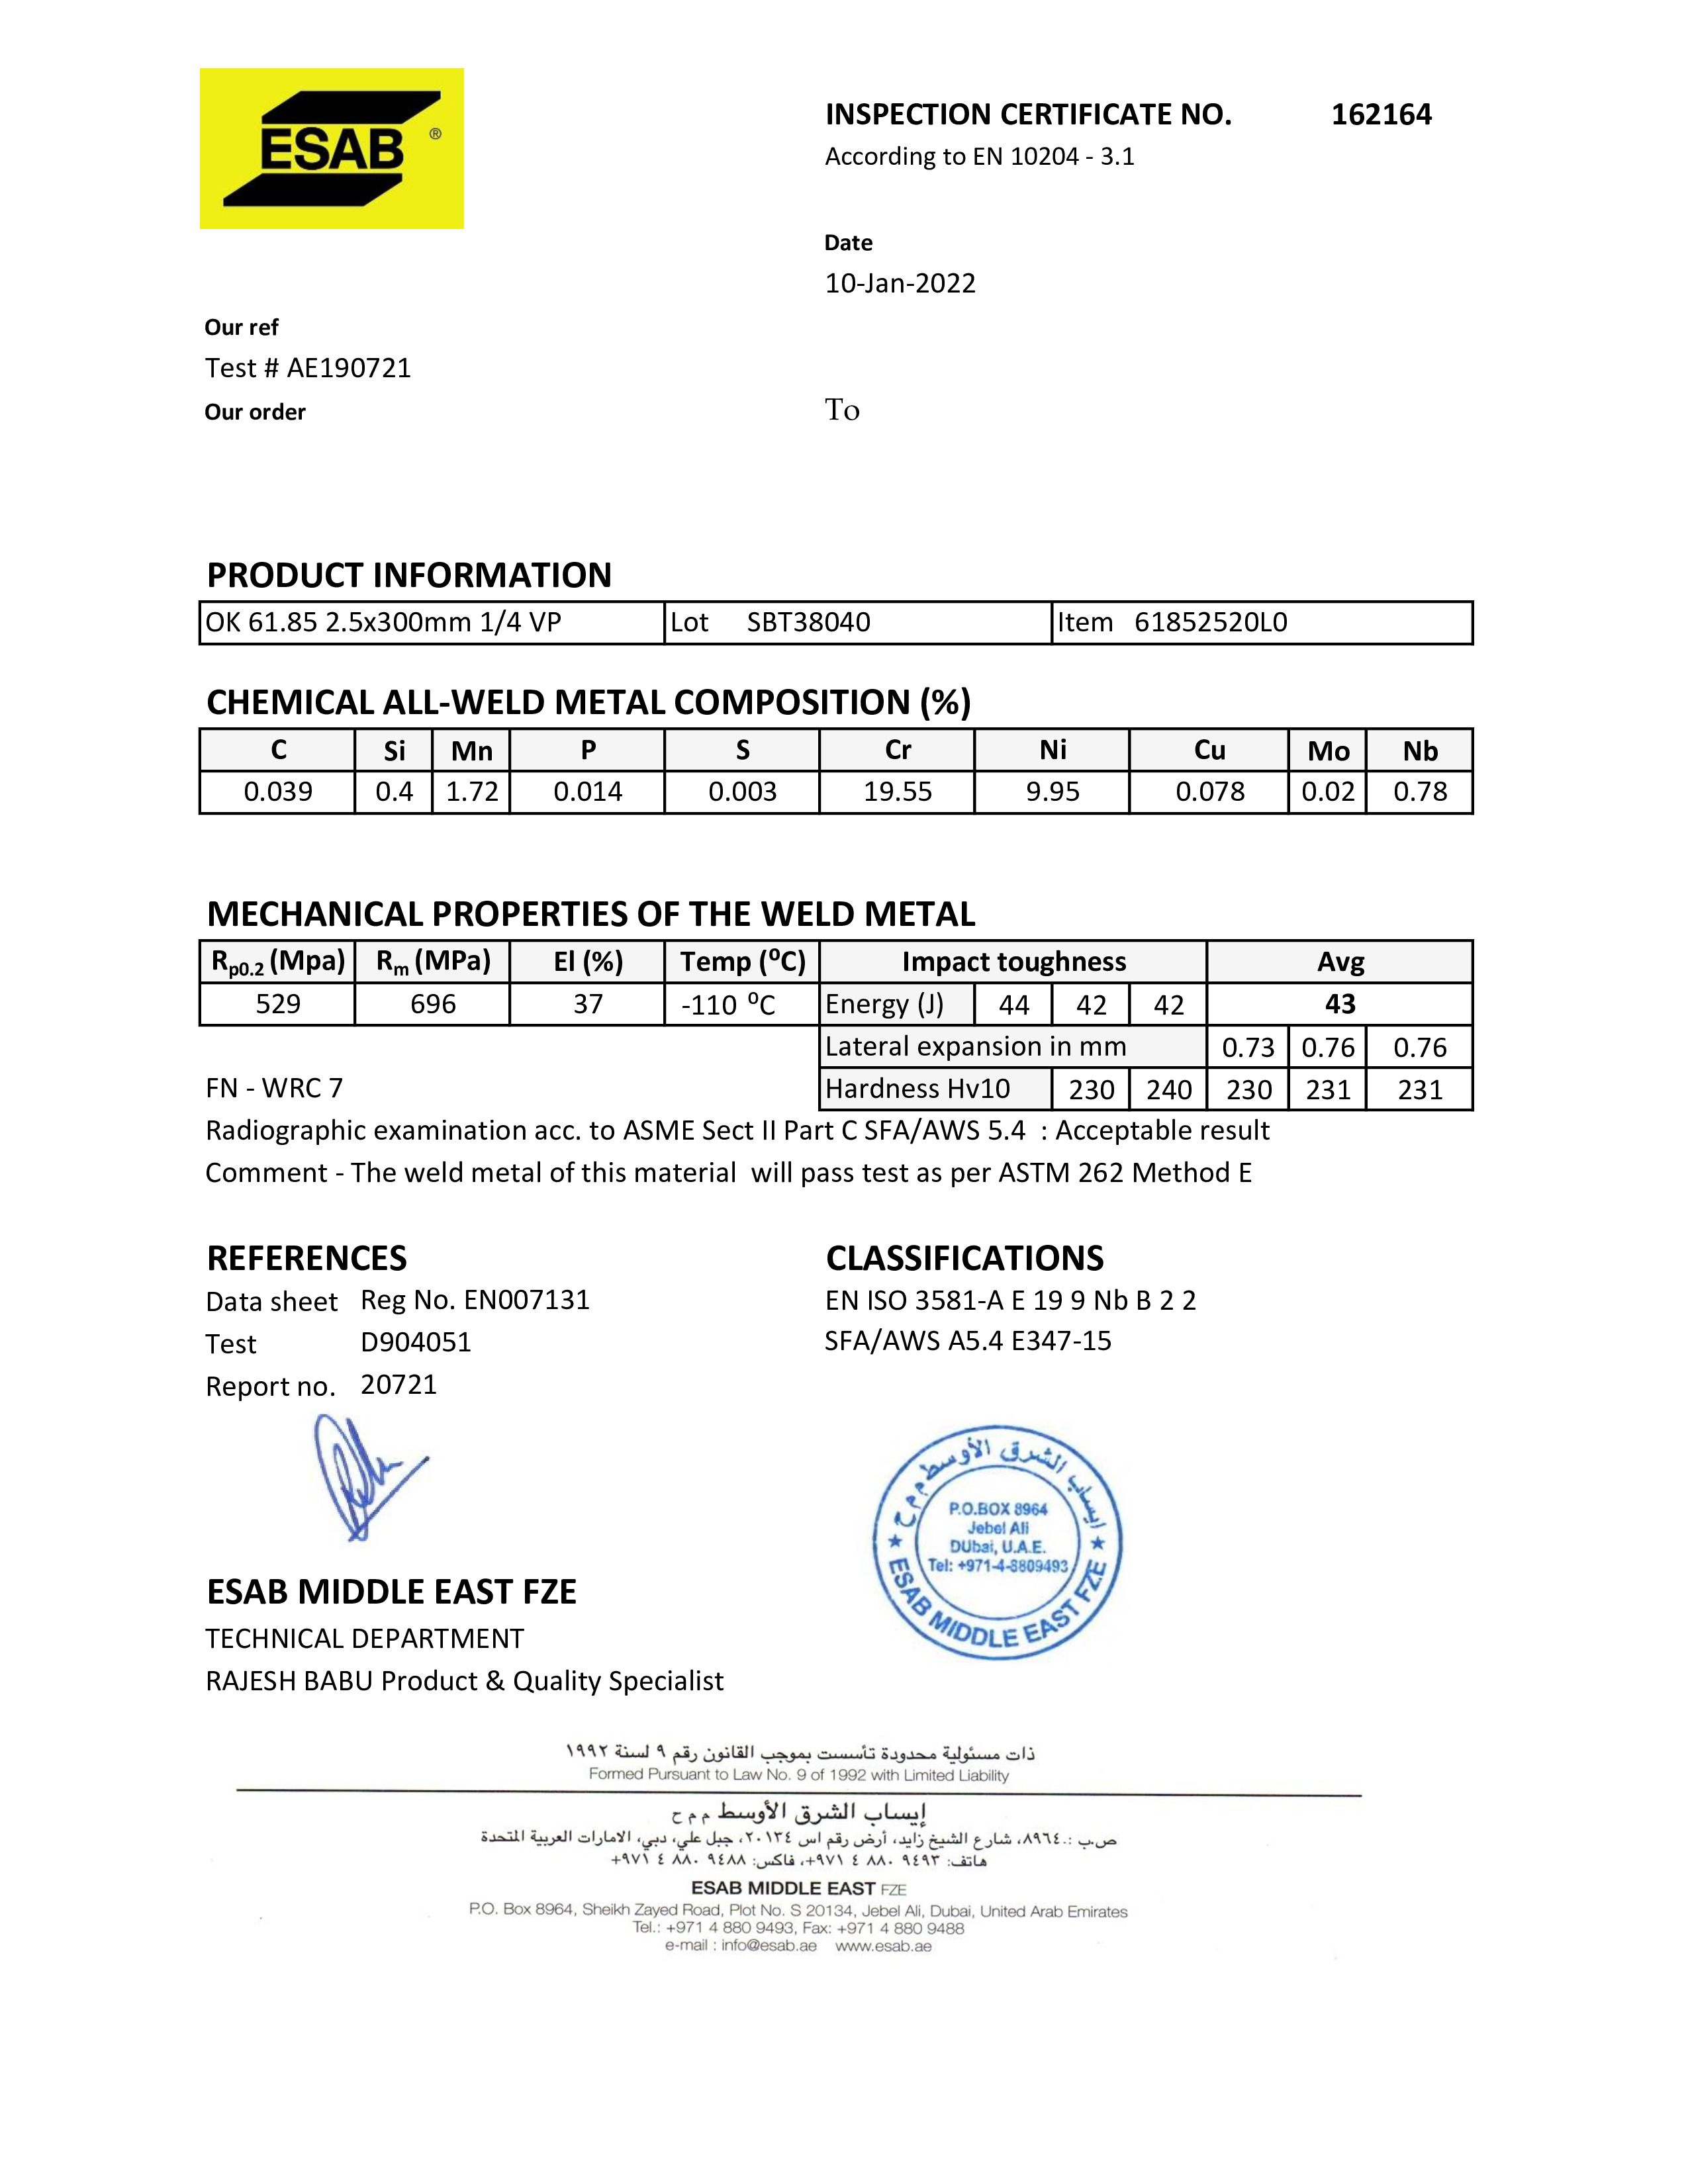 ESAB ®
INSPECTION CERTIFICATE NO. 162164
According to EN 10204 - 3.1
Date
10-Jan-2022
Our ref
Test # AE190721
Our order
To
PRODUCT INFORMATION
OK 61.85 2.5x300mm 1/4 VP Lot SBT38040 Item 61852520L0
CHEMICAL ALL-WELD METAL COMPOSITION (%)
C Si Mn P S Cr Ni Cu Mo Nb
0.039 0.4 1.72 0.014 0.003 19.55 9.95 0.078 0.02 0.78
MECHANICAL PROPERTIES OF THE WELD METAL
Rp0.2 (Mpa) Rm (MPa) El (%) Temp (⁰C) Impact toughness Avg
529 696 37 -110 ⁰C Energy (J) 44 42 42 43
Lateral expansion in mm 0.73 0.76 0.76
FN - WRC 7 Hardness Hv10 230 240 230 231 231
Radiographic examination acc. to ASME Sect II Part C SFA/AWS 5.4 : Acceptable result
Comment - The weld metal of this material will pass test as per ASTM 262 Method E
REFERENCES
Data sheet Reg No. EN007131
Test D904051
Report no. 20721
CLASSIFICATIONS
EN ISO 3581-A E 19 9 Nb B 2 2
SFA/AWS A5.4 E347-15
ايساب الشرق الأوسط م م ح
P.O.BOX 8964
Jebel Ali
DUbai, U.A.E.
Tel: +971-4-8809493
ESAB MIDDLE EAST FZE
ESAB MIDDLE EAST FZE
TECHNICAL DEPARTMENT
RAJESH BABU Product & Quality Specialist
ذات مسئولية محدودة تأسست بموجب القانون رقم ٩ لسنة ١٩٩٢
Formed Pursuant to Law No. 9 of 1992 with Limited Liability
إيساب الشرق الأوسط م م ح
ص.ب :.٨٩٦٤، شارع الشيخ زايد، أرض رقم اس ٢٠١٣٤، جبل علي، دبي، الامارات العربية المتحدة
هاتف: ٩٤٩٣ ٨٨٠ ٤ ٩٧١+، فاكس: ٩٤٨٨ ٨٨٠ ٤ ٩٧١+
ESAB MIDDLE EAST FZE
P.O. Box 8964, Sheikh Zayed Road, Plot No. S 20134, Jebel Ali, Dubai, United Arab Emirates
Tel.: +971 4 880 9493, Fax: +971 4 880 9488
e-mail : info@esab.ae www.esab.ae